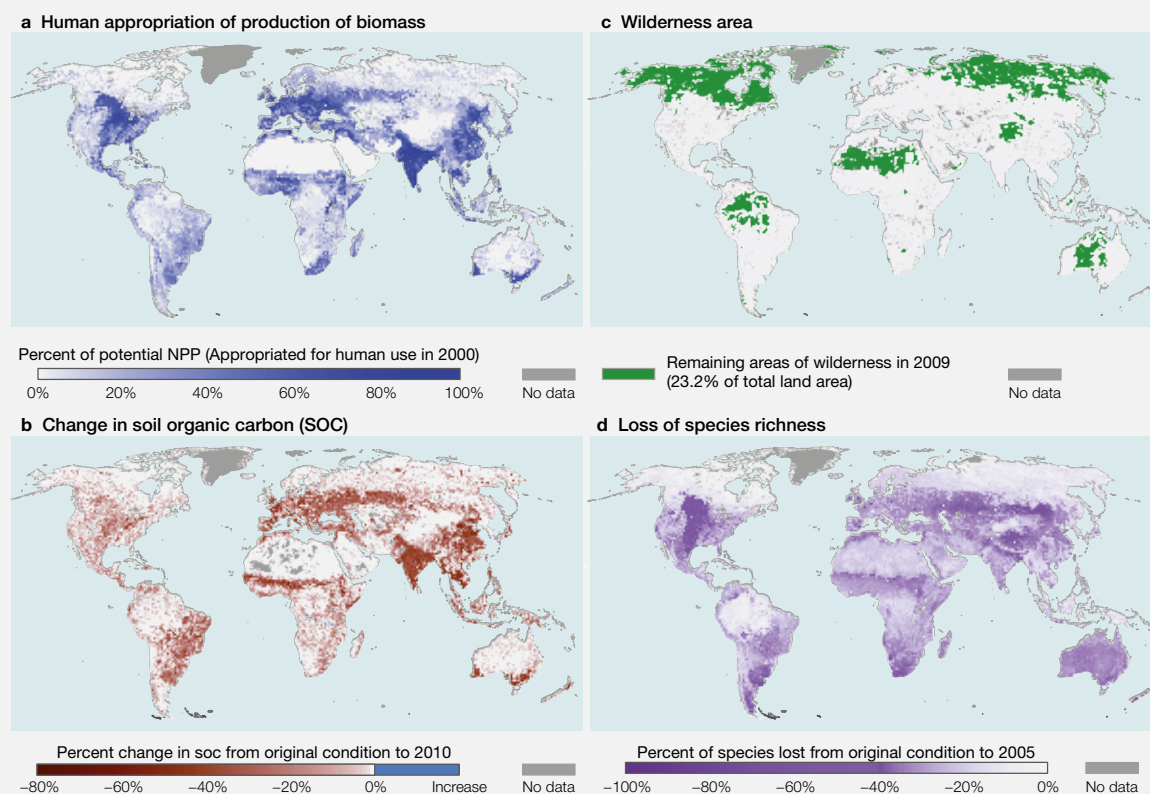 a Human appropriation of production of biomass
Percent of potential NPP (Appropriated for human use in 2000)
0% 20% 40% 60% 80% 100%
No data
c Wilderness area
Remaining areas of wilderness in 2009
(23.2% of total land area)
No data
b Change in soil organic carbon (SOC)
Percent change in soc from original condition to 2010
−80% −60% −40% −20% 0% Increase
No data
d Loss of species richness
Percent of species lost from original condition to 2005
−100% −80% −60% −40% −20% 0%
No data